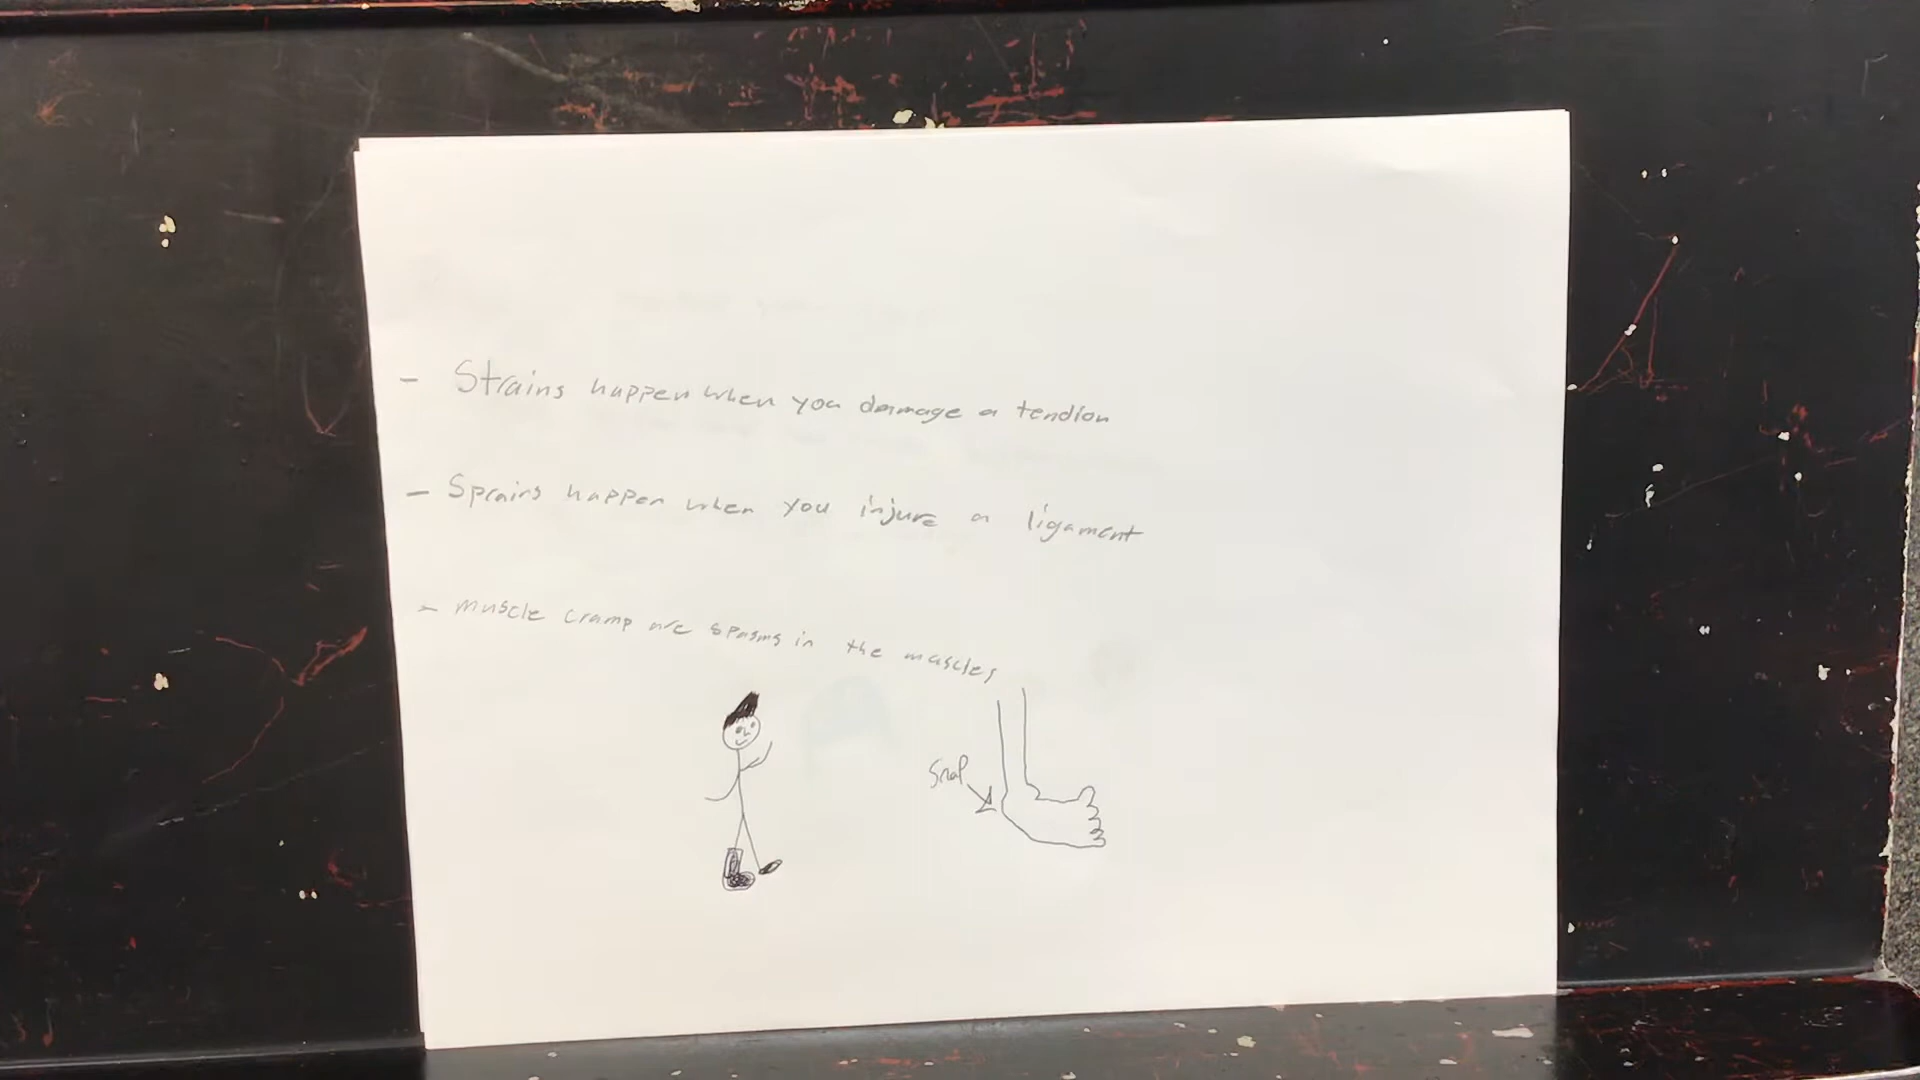 - Strains happen when you damage a tendion
- Sprains happen when you injure a ligament
- muscle cramp are spasms in the muscles
Snap